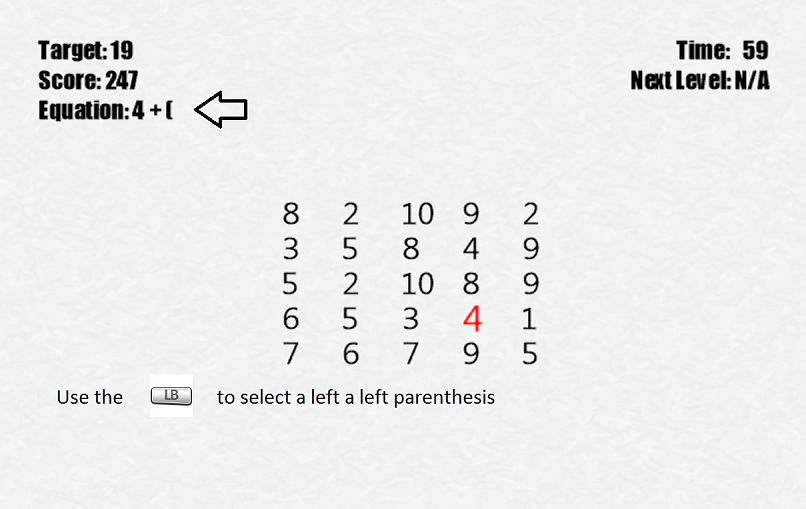 Target: 19
Time: 59
Score: 247
Next Level: N/A
Equation: 4 + (
8 2 10 9 2
3 5 8 4 9
5 2 10 8 9
6 5 3 4 1
7 6 7 9 5
Use the LB to select a left a left parenthesis